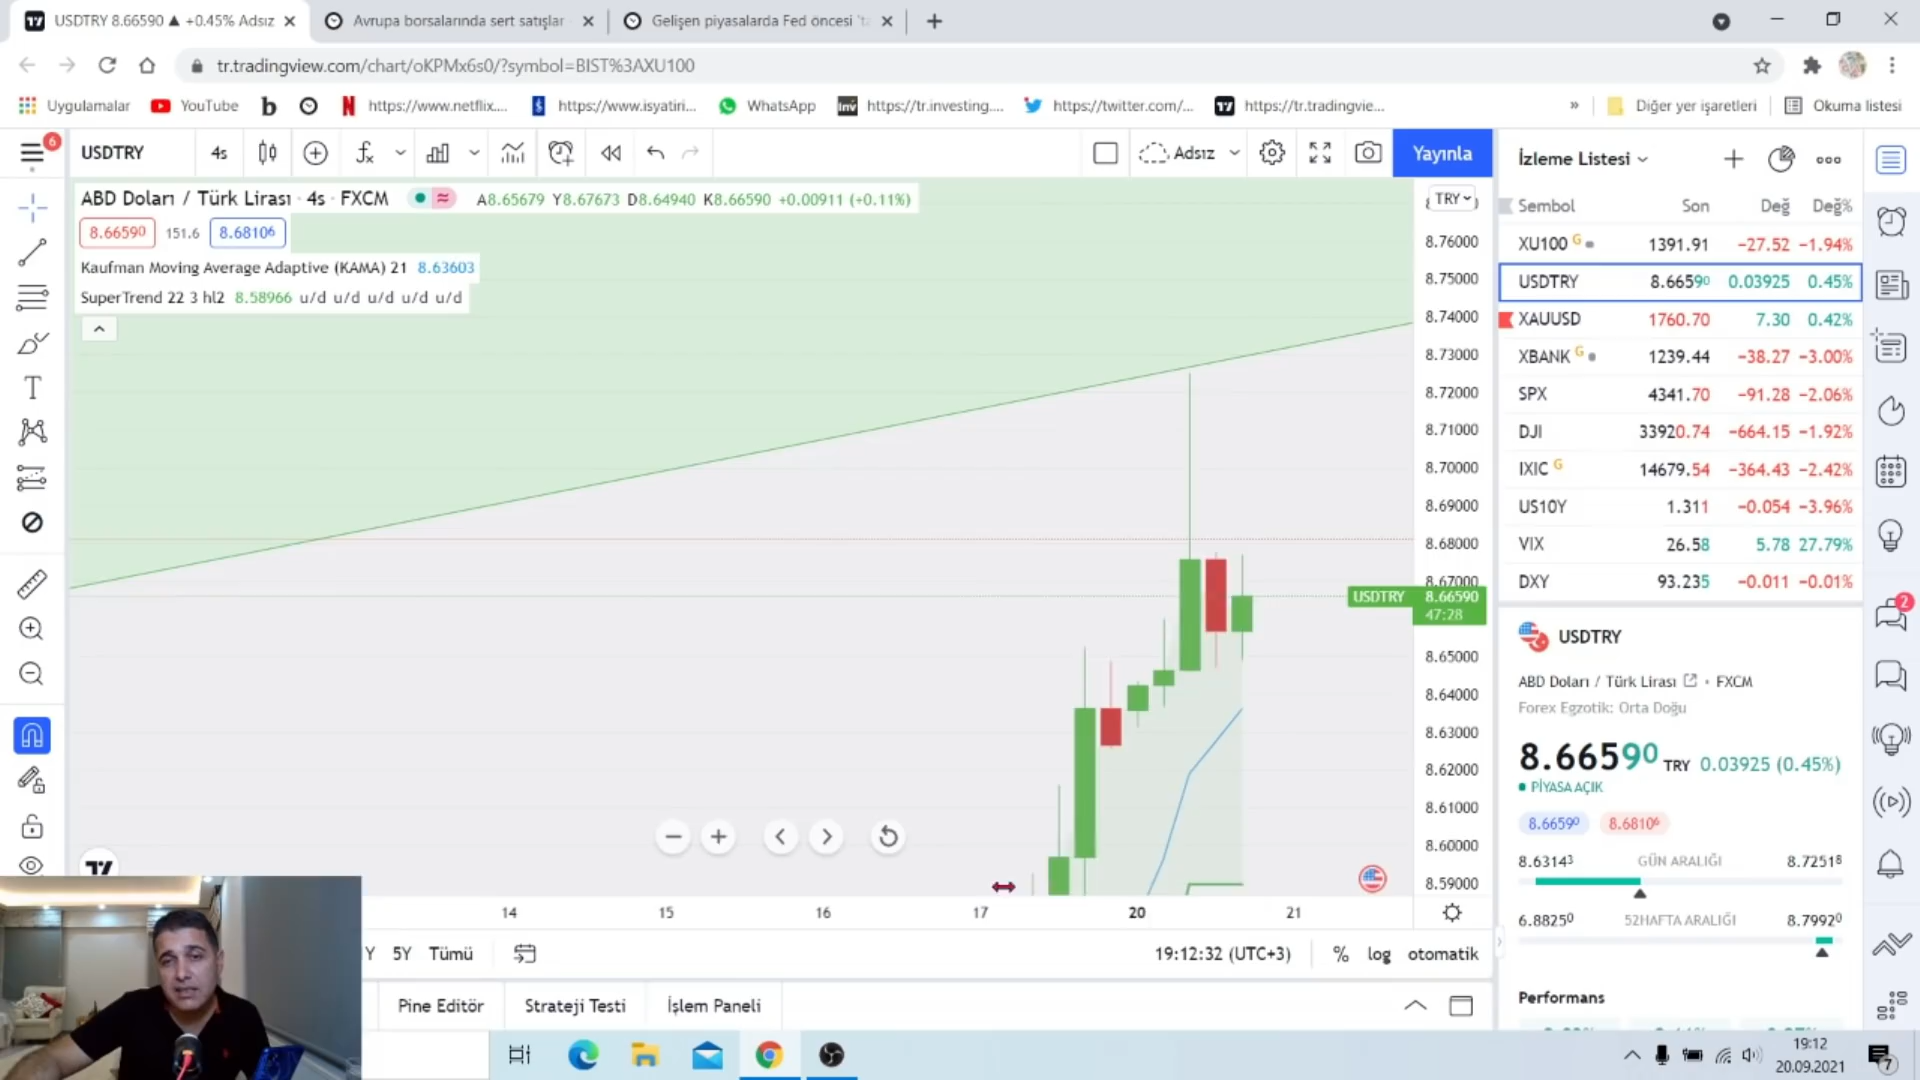 USDTRY 8.66590 ▲ +0.45% Adsız
Avrupa borsalarında sert satışlar
Gelişen piyasalarda Fed öncesi 'ta
tr.tradingview.com/chart/oKPMx6s0/?symbol=BIST%3AXU100
Uygulamalar YouTube b N https://www.netflix.... $ https://www.isyatiri... WhatsApp Inv https://tr.investing.... https://twitter.com/... https://tr.tradingvie... » Diğer yer işaretleri Okuma listesi
6
USDTRY 4s fx Adsız Yayınla
ABD Doları / Türk Lirası · 4s · FXCM A8.65679 Y8.67673 D8.64940 K8.66590 +0.00911 (+0.11%)
8.66590 151.6 8.68106
Kaufman Moving Average Adaptive (KAMA) 21 8.63603
SuperTrend 22 3 hl2 8.58966 u/d u/d u/d u/d u/d
TRY
8.76000
8.75000
8.74000
8.73000
8.72000
8.71000
8.70000
8.69000
8.68000
8.67000
USDTRY 8.66590
47:28
8.65000
8.64000
8.63000
8.62000
8.61000
8.60000
8.59000
14 15 17 16 20 21
Y 5Y Tümü 19:12:32 (UTC+3) % log otomatik
Pine Editör Strateji Testi İşlem Paneli
İzleme Listesi
Sembol Son Değ Değ%
XU100 G 1391.91 −27.52 −1.94%
USDTRY 8.66590 0.03925 0.45%
XAUUSD 1760.70 7.30 0.42%
XBANK G 1239.44 −38.27 −3.00%
SPX 4341.70 −91.28 −2.06%
DJI 33920.74 −664.15 −1.92%
IXIC G 14679.54 −364.43 −2.42%
US10Y 1.311 −0.054 −3.96%
VIX 26.58 5.78 27.79%
DXY 93.235 −0.011 −0.01%
2
USDTRY
ABD Doları / Türk Lirası • FXCM
Forex Egzotik: Orta Doğu
8.66590 TRY 0.03925 (0.45%)
PİYASA AÇIK
8.66590 8.68106
8.63143 GÜN ARALIĞI 8.72518
6.88250 52HAFTA ARALIĞI 8.79920
Performans
19:12
20.09.2021
7